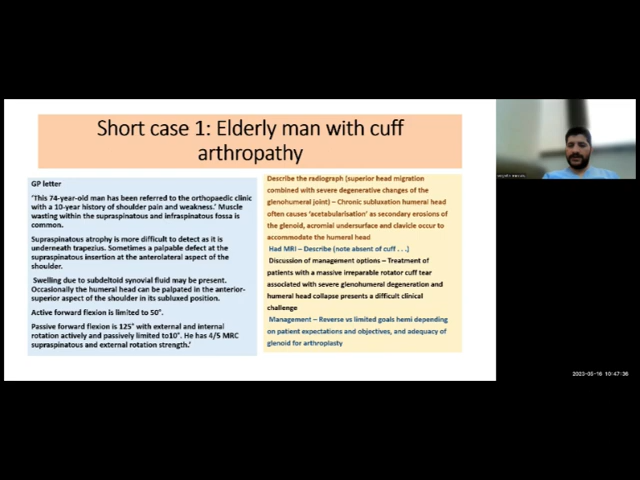 Short case 1: Elderly man with cuff
arthropathy
GP letter
'This 74-year-old man has been referred to the orthopaedic clinic
with a 10-year history of shoulder pain and weakness.' Muscle
wasting within the supraspinatus and infraspinatus fossa is
common.
Supraspinatous atrophy is more difficult to detect as it is
underneath trapezius. Sometimes a palpable defect at the
supraspinatus insertion at the anterolateral aspect of the
shoulder.
Swelling due to subdeltoid synovial fluid may be present.
Occasionally the humeral head can be palpated in the anterior-
superior aspect of the shoulder in its subluxed position.
Active forward flexion is limited to 50°.
Passive forward flexion is 125° with external and internal
rotation actively and passively limited to10°. He has 4/5 MRC
supraspinatous and external rotation strength.'
Describe the radiograph (superior head migration
combined with severe degenerative changes of the
glenohumeral joint) – Chronic subluxation humeral head
often causes 'acetabularisation' as secondary erosions of
the glenoid, acromial undersurface and clavicle occur to
accommodate the humeral head
Had MRI – Describe (note absent of cuff . . .)
Discussion of management options – Treatment of
patients with a massive irreparable rotator cuff tear
associated with severe glenohumeral degeneration and
humeral head collapse presents a difficult clinical
challenge
Management – Reverse vs limited goals hemi depending
on patient expectations and objectives, and adequacy of
glenoid for arthroplasty
2023-05-16 10:47:36